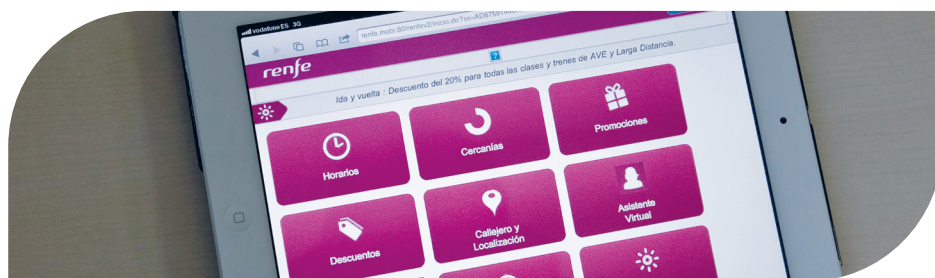 vodafone ES 3G
renfe
Ida y vuelta : Descuento del 20% para todas las clases y trenes de AVE y Larga Distancia.
Horarios
Cercanías
Promociones
Descuentos
Callejero y
Localización
Asistente
Virtual